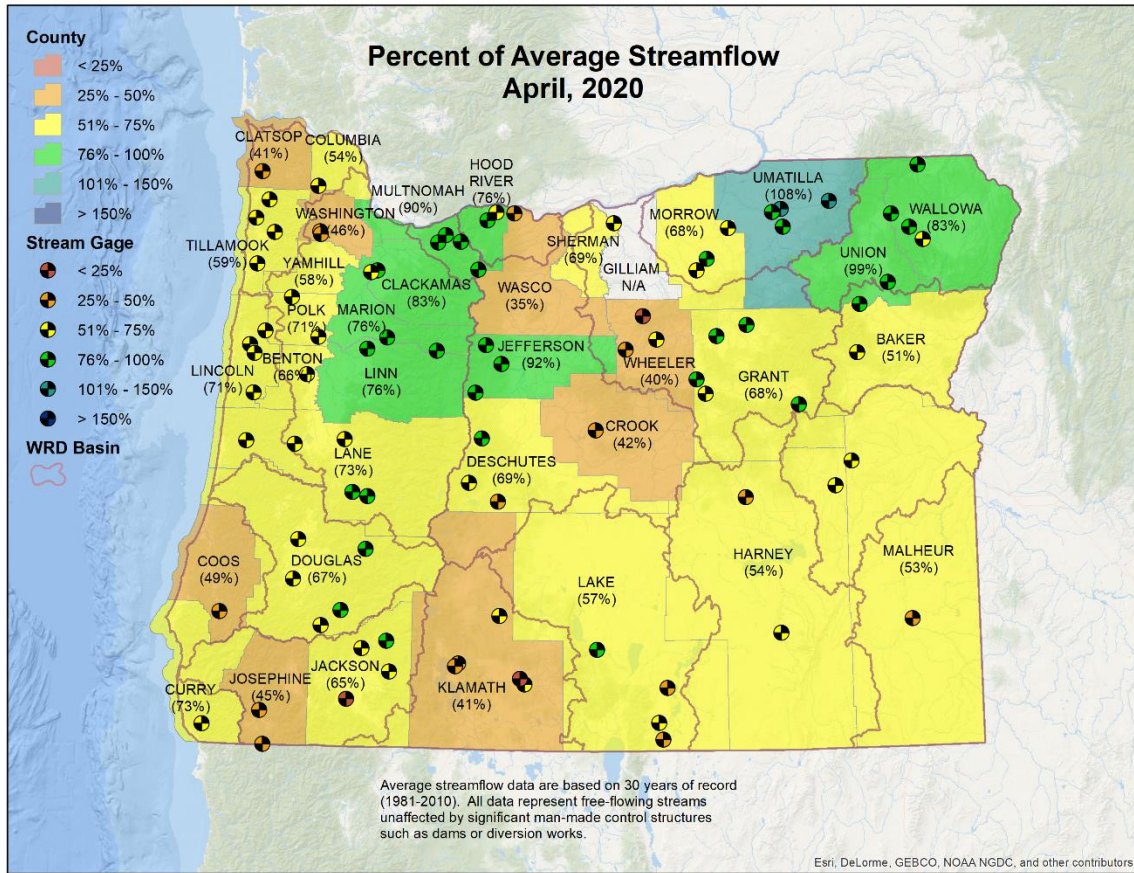 Percent of Average Streamflow
April, 2020
County
< 25%
25% - 50%
51% - 75%
76% - 100%
101% - 150%
> 150%
Stream Gage
< 25%
25% - 50%
51% - 75%
76% - 100%
101% - 150%
> 150%
WRD Basin
CLATSOP
(41%)
COLUMBIA
(54%)
HOOD
RIVER
(76%)
MULTNOMAH
(90%)
WASHINGTON
(46%)
TILLAMOOK
(59%)
YAMHILL
(58%)
CLACKAMAS
(83%)
WASCO
(35%)
SHERMAN
(69%)
GILLIAM
N/A
MORROW
(68%)
UMATILLA
(108%)
WALLOWA
(83%)
UNION
(99%)
POLK
(71%)
MARION
(76%)
JEFFERSON
(92%)
WHEELER
(40%)
GRANT
(68%)
BAKER
(51%)
LINCOLN
(71%)
BENTON
(66%)
LINN
(76%)
CROOK
(42%)
LANE
(73%)
DESCHUTES
(69%)
COOS
(49%)
DOUGLAS
(67%)
LAKE
(57%)
HARNEY
(54%)
MALHEUR
(53%)
CURRY
(73%)
JOSEPHINE
(45%)
JACKSON
(65%)
KLAMATH
(41%)
Average streamflow data are based on 30 years of record
(1981-2010). All data represent free-flowing streams
unaffected by significant man-made control structures
such as dams or diversion works.
Esri, DeLorme, GEBCO, NOAA NGDC, and other contributors